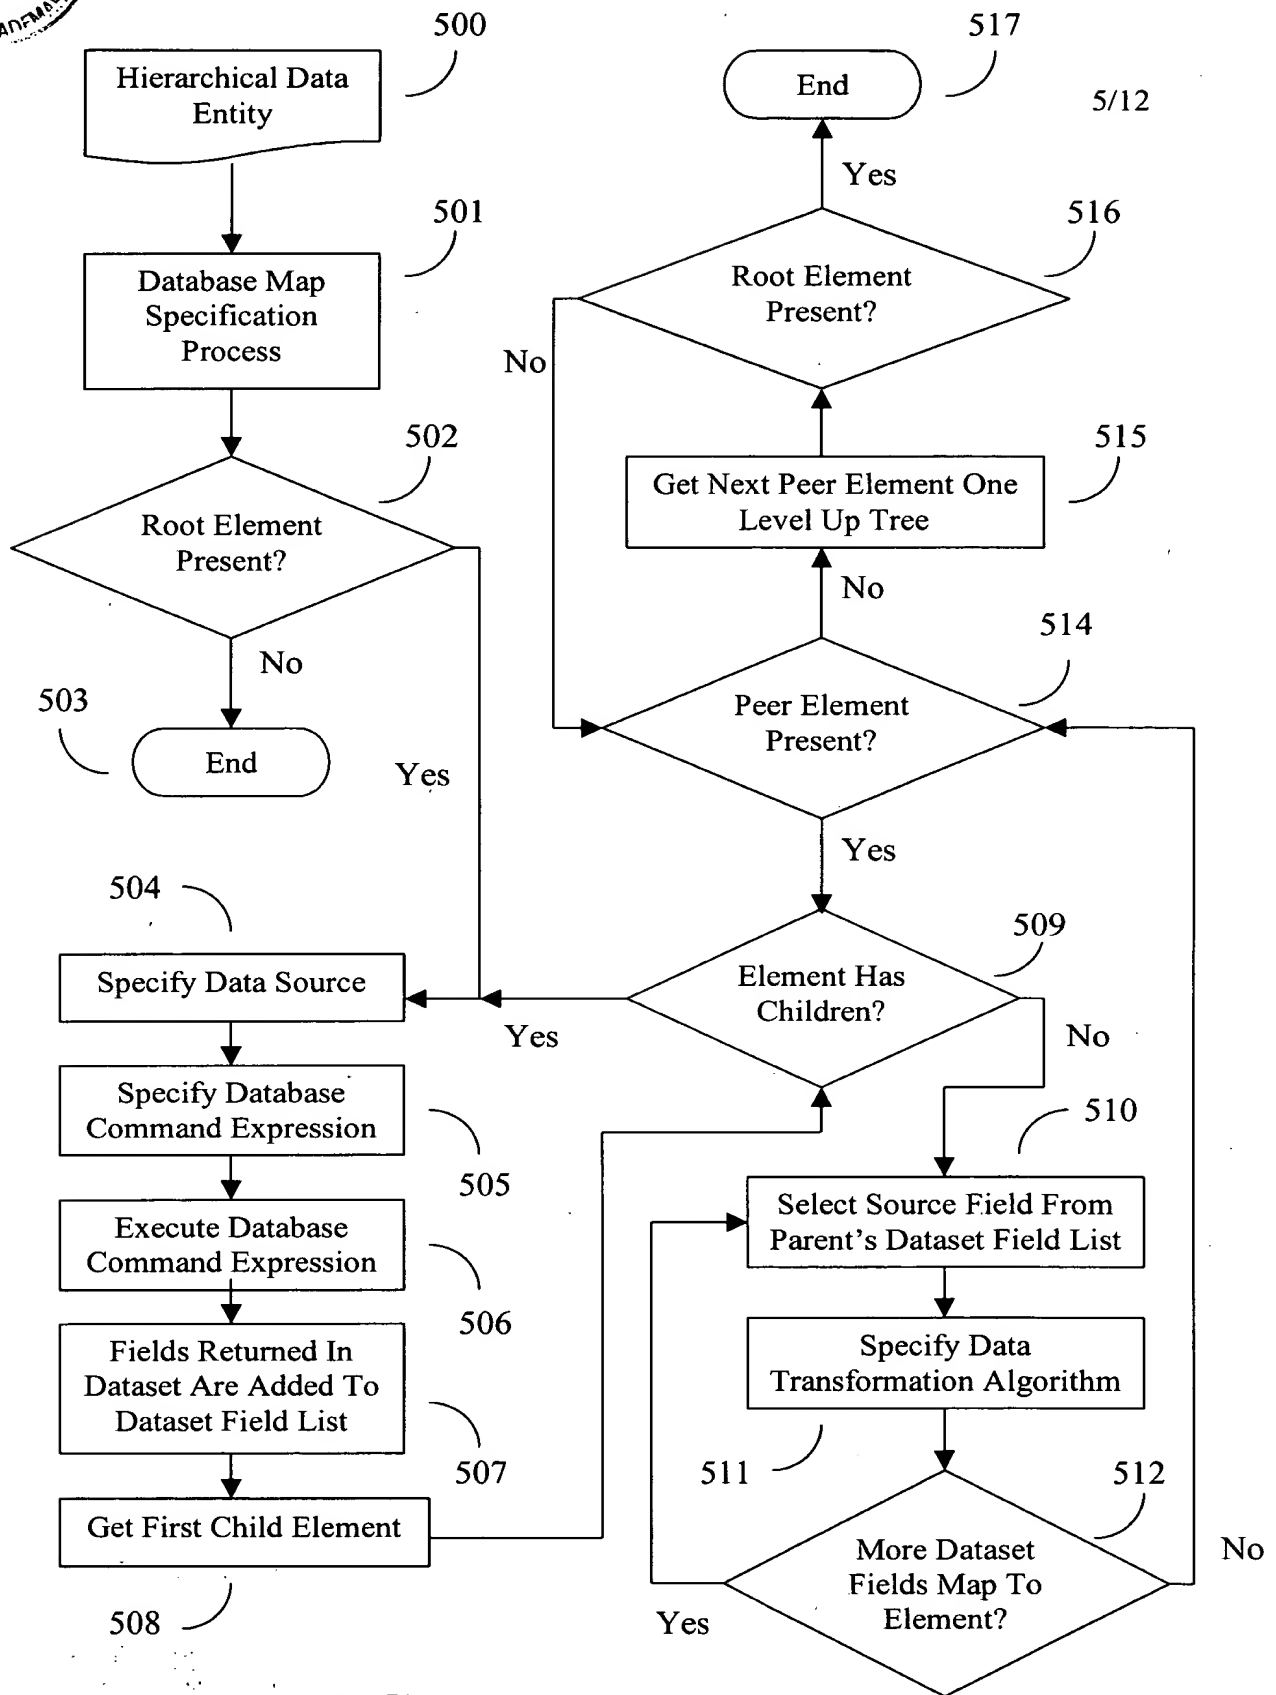 500
Hierarchical Data
Entity
501
Database Map
Specification
Process
502
Root Element
Present?
No
503
End
Yes
504
Specify Data Source
Specify Database
Command Expression
505
Execute Database
Command Expression
506
Fields Returned In
Dataset Are Added To
Dataset Field List
507
Get First Child Element
508
517
End
5/12
Yes
516
Root Element
Present?
No
515
Get Next Peer Element One
Level Up Tree
No
514
Peer Element
Present?
Yes
509
Element Has
Children?
Yes
No
510
Select Source Field From
Parent's Dataset Field List
Specify Data
Transformation Algorithm
511
512
More Dataset
Fields Map To
Element?
Yes
No